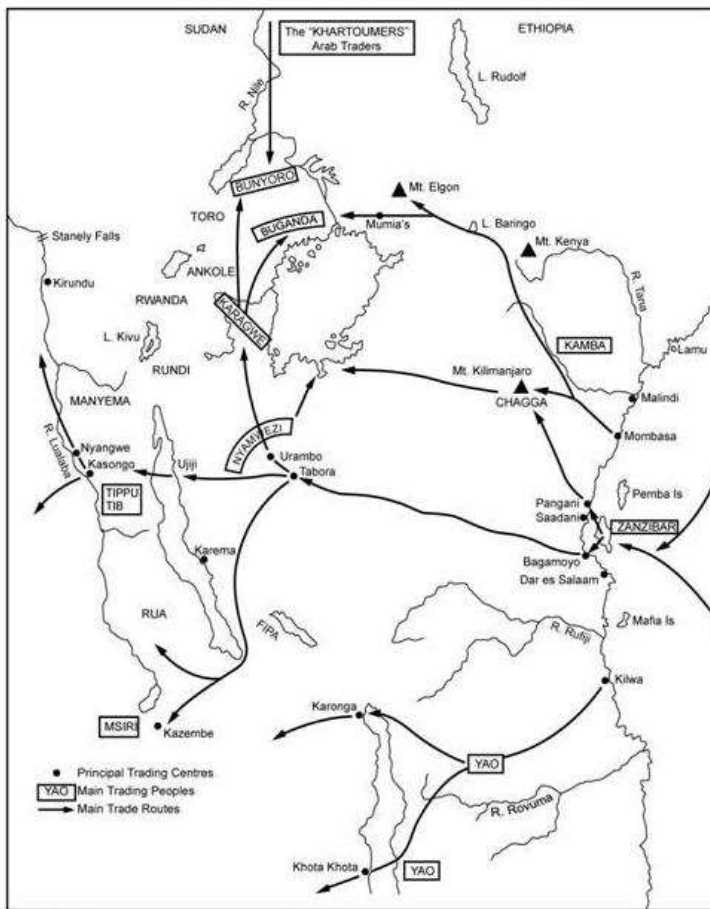 SUDAN
The "KHARTOUMERS"
Arab Traders
ETHIOPIA
L. Rudolf
R. Nile
BUNYORO
Mt. Elgon
TORO
BUGANDA
Mumia's
L. Baringo
Stanely Falls
Mt. Kenya
ANKOLE
Kirundu
RWANDA
R. Tana
KARAGWE
L. Kivu
KAMBA
Lamu
RUNDI
Mt. Kilimanjaro
CHAGGA
Malindi
MANYEMA
NYAMWEZI
Mombasa
R. Lualaba
Nyangwe
Urambo
Kasongo
Ujiji
Tabora
Pemba Is
TIPPU
TIB
Pangani
Saadani
ZANZIBAR
Karema
Bagamoyo
Dar es Salaam
RUA
FIPA
Mafia Is
R. Rufiji
Kilwa
Karonga
MSIRI
Kazembe
YAO
Principal Trading Centres
YAO Main Trading Peoples
Main Trade Routes
R. Rovuma
Khota Khota
YAO